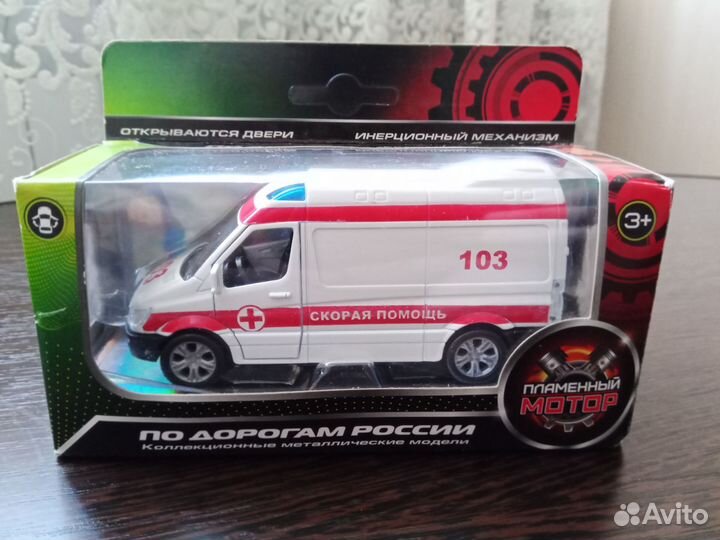 ОТКРЫВАЮТСЯ ДВЕРИ
ИНЕРЦИОННЫЙ МЕХАНИЗМ
3+
103
СКОРАЯ ПОМОЩЬ
ПЛАМЕННЫЙ
МОТОР
ПО ДОРОГАМ РОССИИ
Коллекционные металлические модели
Avito